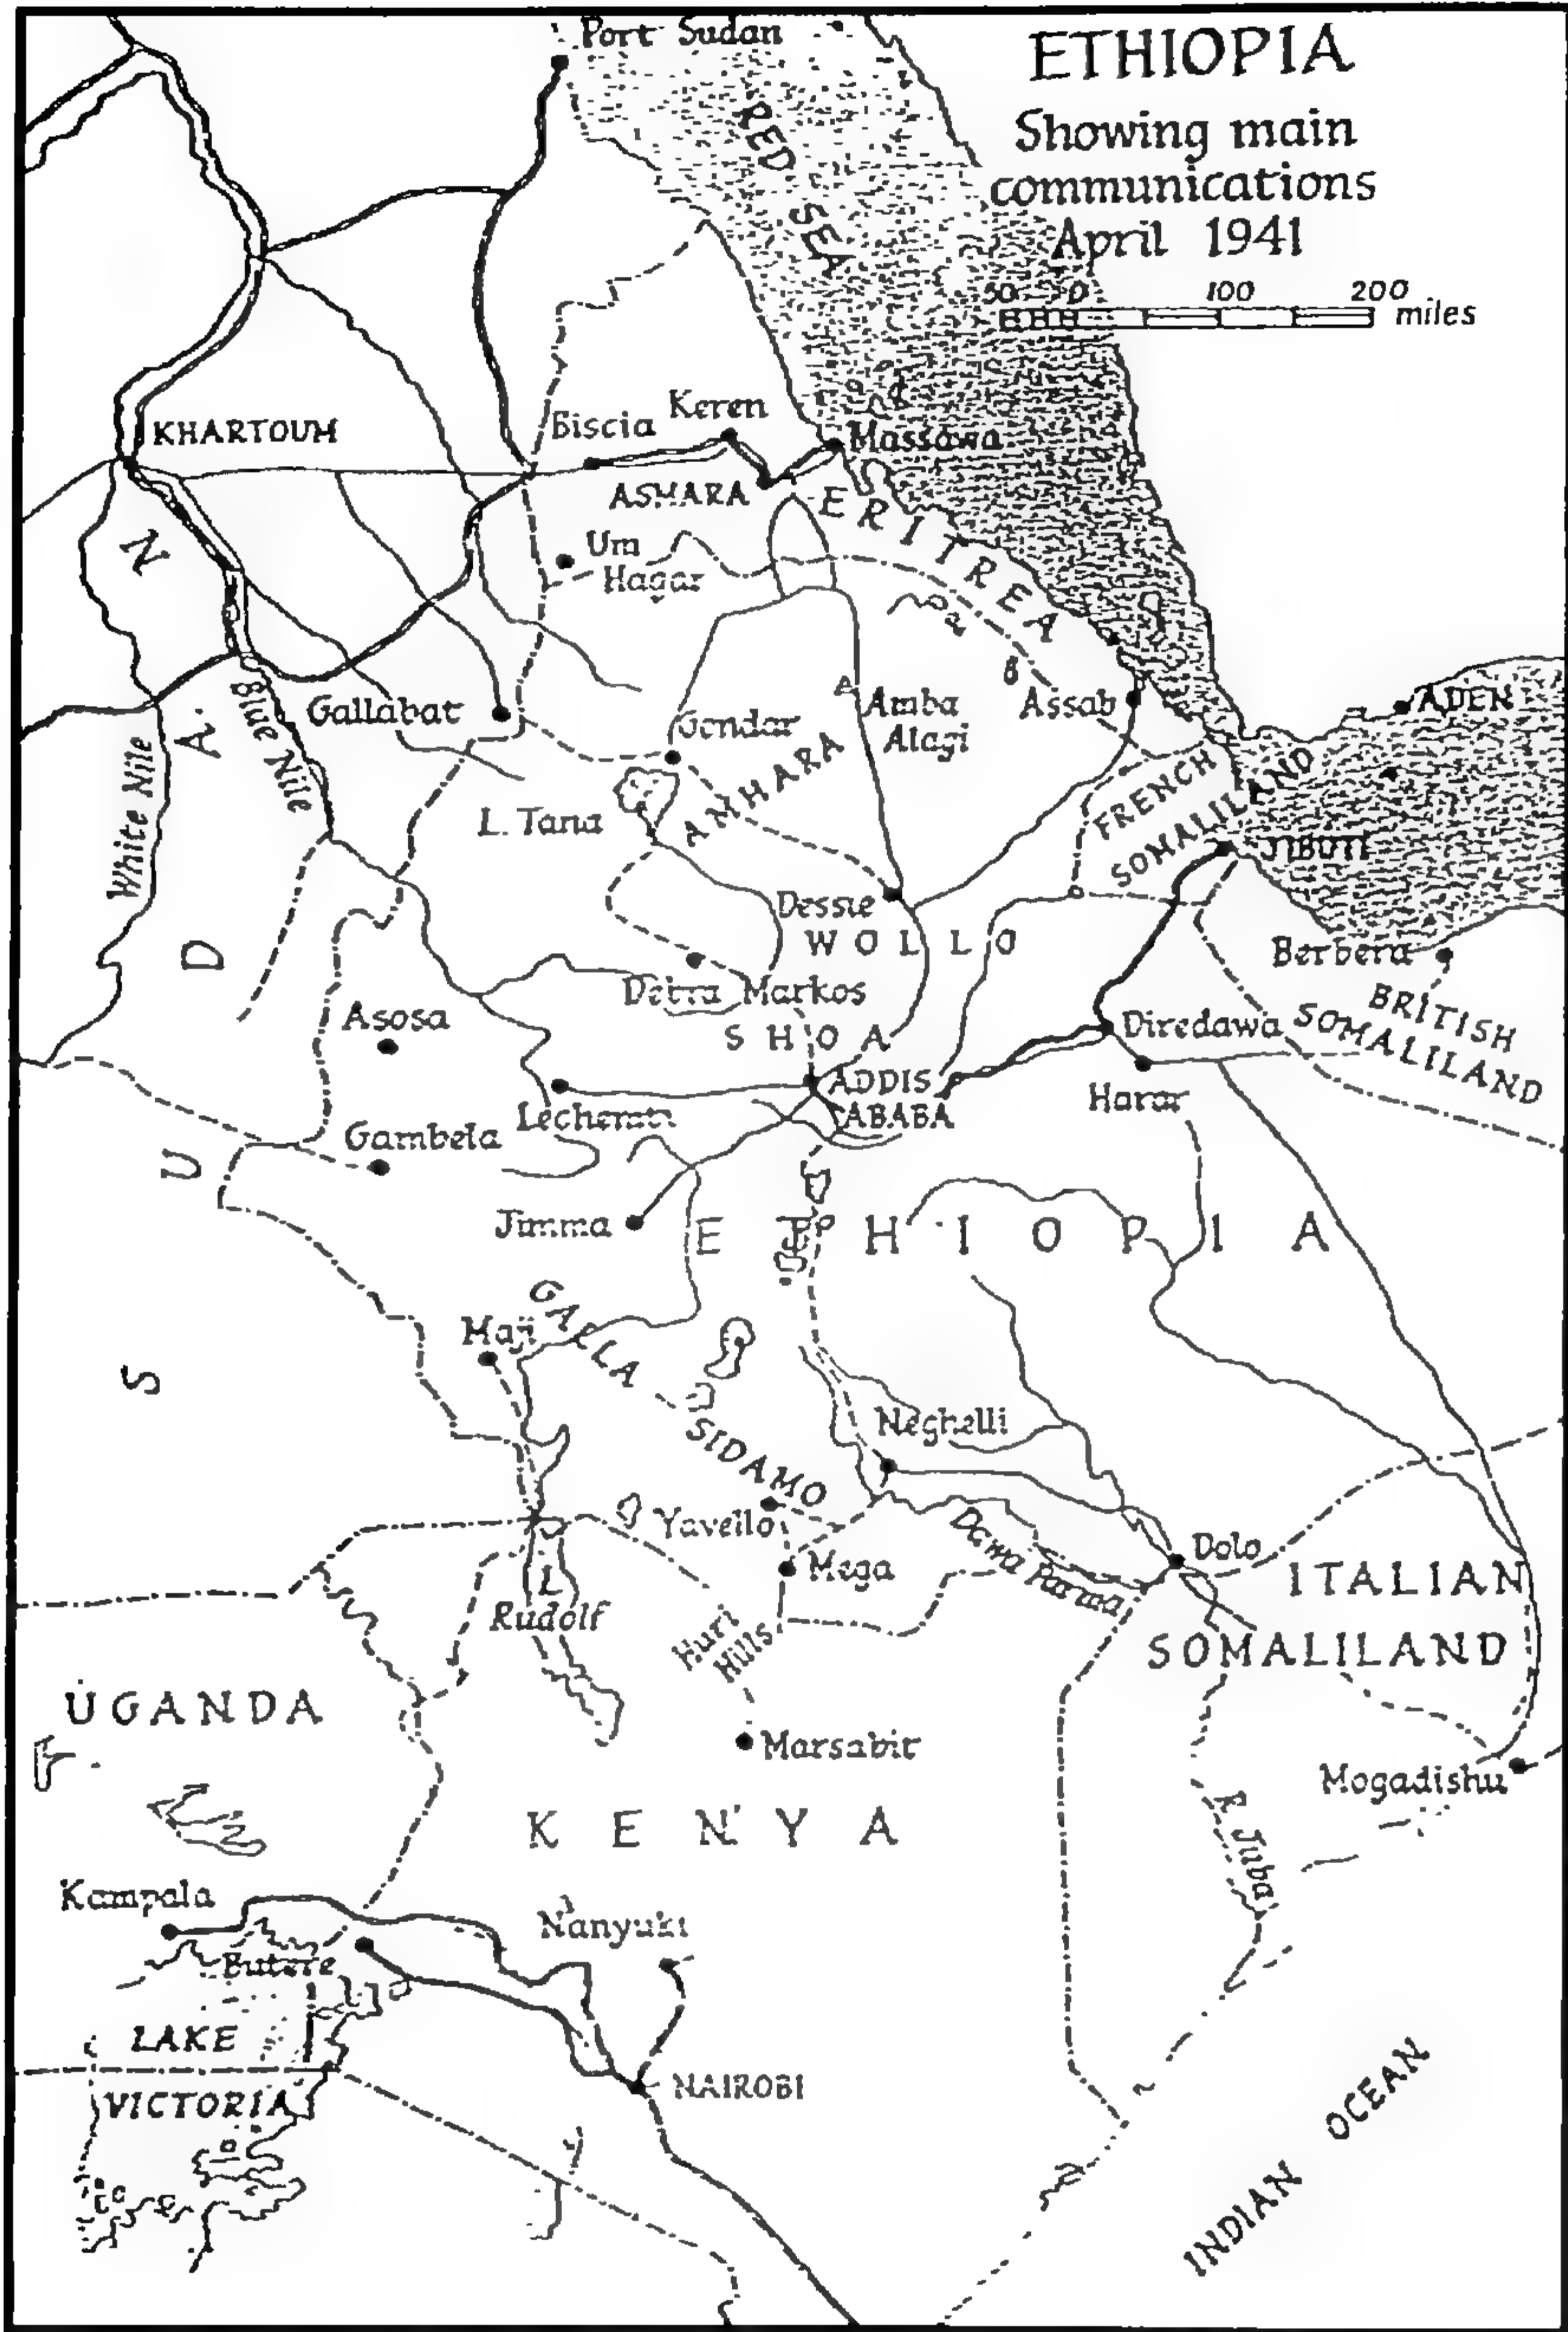 Port Sudan
ETHIOPIA
Showing main
communications
April 1941
50 0 100 200
miles
RED SEA
KHARTOUM
Biscia
Keren
Massawa
ASMARA
ERITREA
Um
Hagar
Gallabat
Blue Nile
White Nile
Gondar
AMHARA
Amba
Alagi
Assab
ADEN
L. Tana
FRENCH
SOMALILAND
JIBUTI
Dessie
WOLLO
Berbera
BRITISH
SOMALILAND
Debra Markos
SHOA
Asosa
Diredawa
ADDIS
ABABA
Harar
Gambela
Jimma
ETHIOPIA
SUDAN
GALLA
Maji
SIDAMO
Neghelli
Yavello
Mega
Dawa Parma
Dolo
ITALIAN
SOMALILAND
L
Rudolf
Huri
Hills
UGANDA
Marsabit
Mogadishu
KENYA
R. Juba
Kampala
Nanyuki
Butere
LAKE
VICTORIA
NAIROBI
INDIAN OCEAN